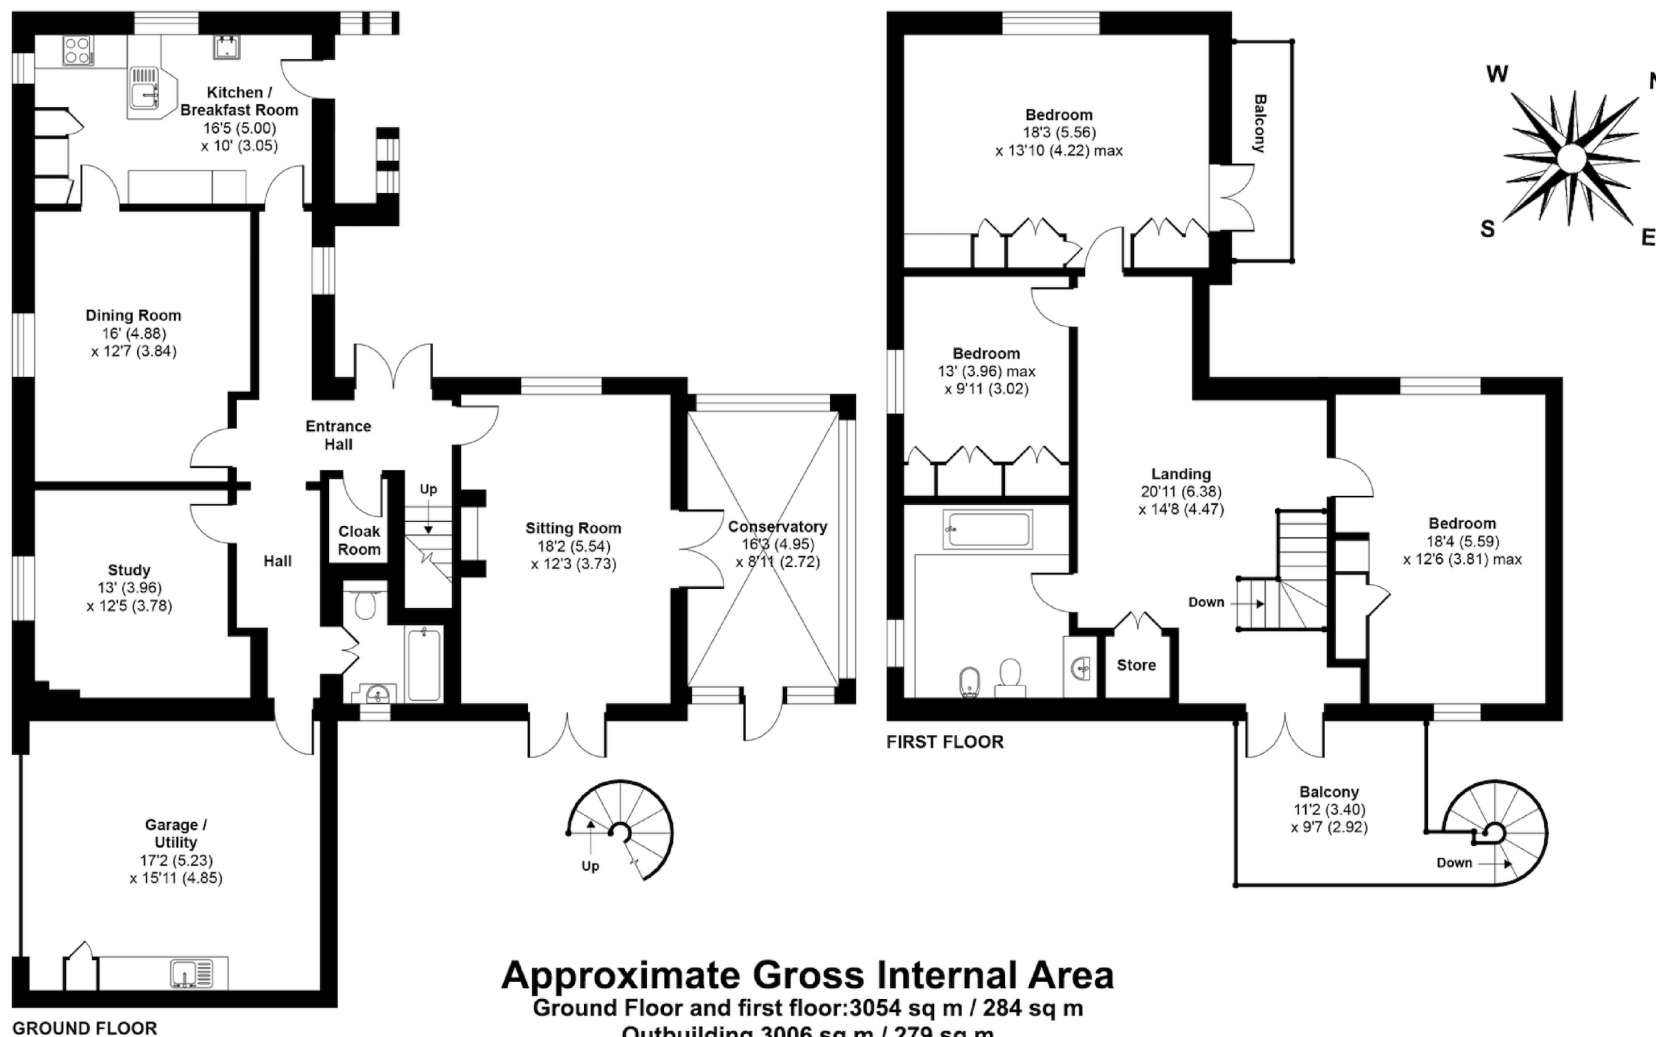 Kitchen /
Breakfast Room
16'5 (5.00)
x 10' (3.05)
Dining Room
16' (4.88)
x 12'7 (3.84)
Entrance
Hall
Up
Cloak
Room
Hall
Study
13' (3.96)
x 12'5 (3.78)
Sitting Room
18'2 (5.54)
x 12'3 (3.73)
Conservatory
16'3 (4.95)
x 8'11 (2.72)
Garage /
Utility
17'2 (5.23)
x 15'11 (4.85)
Up
GROUND FLOOR
Bedroom
18'3 (5.56)
x 13'10 (4.22) max
Balcony
Bedroom
13' (3.96) max
x 9'11 (3.02)
Landing
20'11 (6.38)
x 14'8 (4.47)
Bedroom
18'4 (5.59)
x 12'6 (3.81) max
Down
Store
FIRST FLOOR
Balcony
11'2 (3.40)
x 9'7 (2.92)
Down
W
N
S
E
Approximate Gross Internal Area
Ground Floor and first floor:3054 sq m / 284 sq m
Outbuilding 3006 sq m / 279 sq m